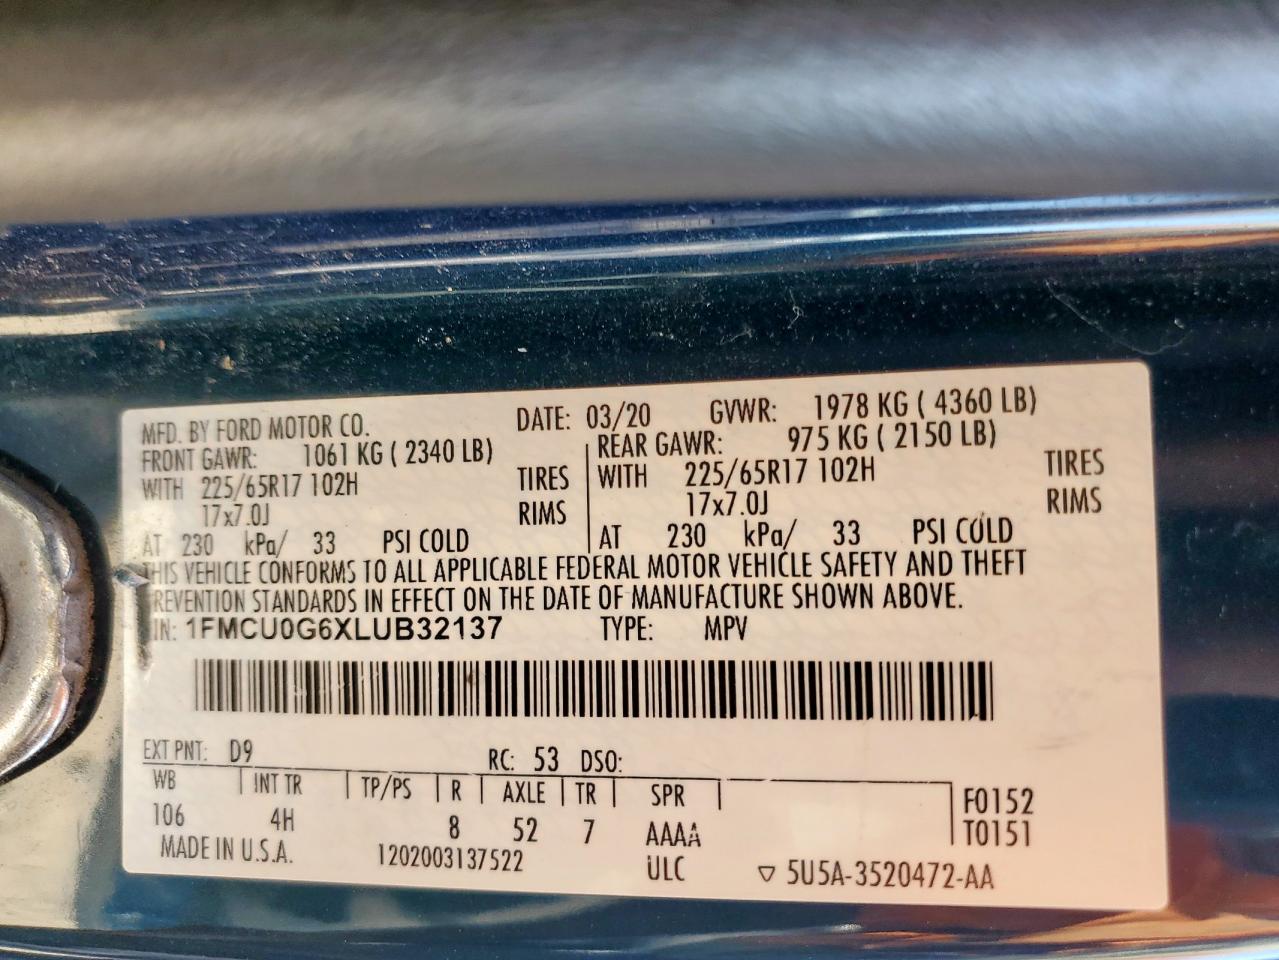 MFD. BY FORD MOTOR CO. DATE: 03/20 GVWR: 1978 KG ( 4360 LB)
FRONT GAWR: 1061 KG ( 2340 LB) REAR GAWR: 975 KG ( 2150 LB)
WITH 225/65R17 102H TIRES WITH 225/65R17 102H TIRES
17x7.0J RIMS 17x7.0J RIMS
AT 230 kPa/ 33 PSI COLD AT 230 kPa/ 33 PSI COLD
THIS VEHICLE CONFORMS TO ALL APPLICABLE FEDERAL MOTOR VEHICLE SAFETY AND THEFT
REVENTION STANDARDS IN EFFECT ON THE DATE OF MANUFACTURE SHOWN ABOVE.
IN: 1FMCU0G6XLUB32137 TYPE: MPV
EXT PNT: D9 RC: 53 DSO:
WB INT TR TP/PS R AXLE TR SPR F0152
106 4H 8 52 7 AAAA T0151
MADE IN U.S.A. 1202003137522 ULC ▽ 5U5A-3520472-AA